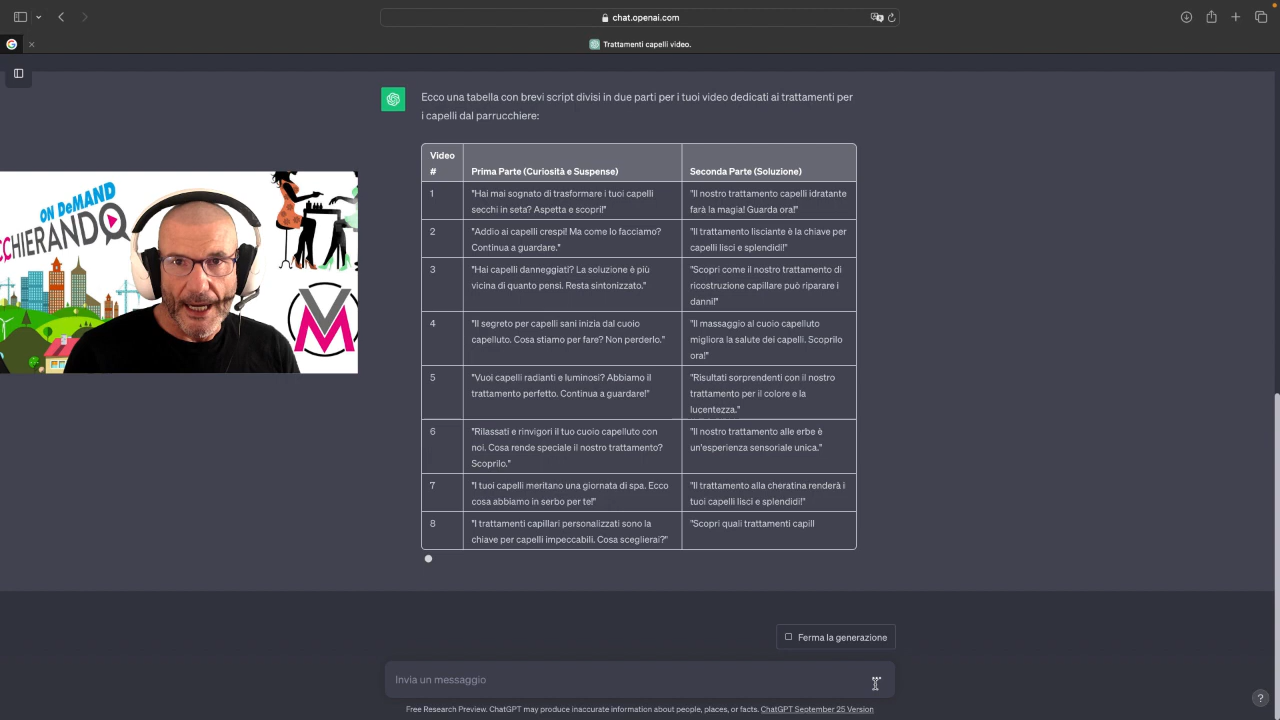 chat.openai.com
Trattamenti capelli video.
Ecco una tabella con brevi script divisi in due parti per i tuoi video dedicati ai trattamenti per
i capelli dal parrucchiere:
Video
#
Prima Parte (Curiosità e Suspense)
Seconda Parte (Soluzione)
1
"Hai mai sognato di trasformare i tuoi capelli
secchi in seta? Aspetta e scopri!"
"Il nostro trattamento capelli idratante
farà la magia! Guarda ora!"
2
"Addio ai capelli crespi! Ma come lo facciamo?
Continua a guardare."
"Il trattamento lisciante è la chiave per
capelli lisci e splendidi!"
3
"Hai capelli danneggiati? La soluzione è più
vicina di quanto pensi. Resta sintonizzato."
"Scopri come il nostro trattamento di
ricostruzione capillare può riparare i
danni!"
4
"Il segreto per capelli sani inizia dal cuoio
capelluto. Cosa stiamo per fare? Non perderlo."
"Il massaggio al cuoio capelluto
migliora la salute dei capelli. Scoprilo
ora!"
5
"Vuoi capelli radianti e luminosi? Abbiamo il
trattamento perfetto. Continua a guardare!"
"Risultati sorprendenti con il nostro
trattamento per il colore e la
lucentezza."
6
"Rilassati e rinvigori il tuo cuoio capelluto con
noi. Cosa rende speciale il nostro trattamento?
Scoprilo."
"Il nostro trattamento alle erbe è
un'esperienza sensoriale unica."
7
"I tuoi capelli meritano una giornata di spa. Ecco
cosa abbiamo in serbo per te!"
"Il trattamento alla cheratina renderà i
tuoi capelli lisci e splendidi!"
8
"I trattamenti capillari personalizzati sono la
chiave per capelli impeccabili. Cosa sceglierai?"
"Scopri quali trattamenti capill
ON DeMAND
CCHIERANDO
VM
Ferma la generazione
Invia un messaggio
Free Research Preview. ChatGPT may produce inaccurate information about people, places, or facts. ChatGPT September 25 Version
?